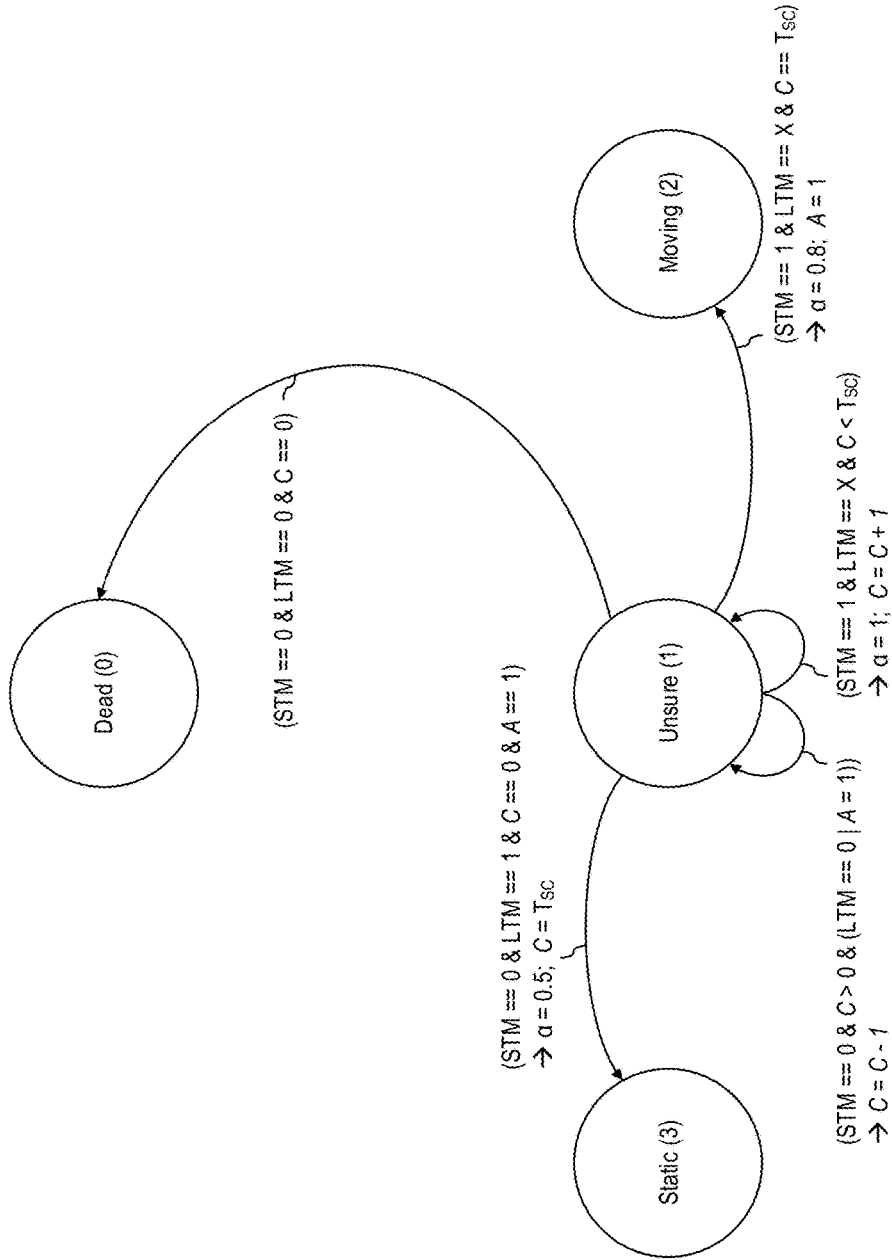 Dead (0)
(STM == 0 & LTM == 0 & C == 0)
(STM == 0 & LTM == 1 & C == 0 & A == 1)
→ α = 0.5; C = TSC
Static (3)
Unsure (1)
Moving (2)
(STM == 0 & C > 0 & (LTM == 0 | A = 1))
→ C = C - 1
(STM == 1 & LTM == X & C < TSC)
→ α = 1; C = C + 1
(STM == 1 & LTM == X & C == TSC)
→ α = 0.8; A = 1